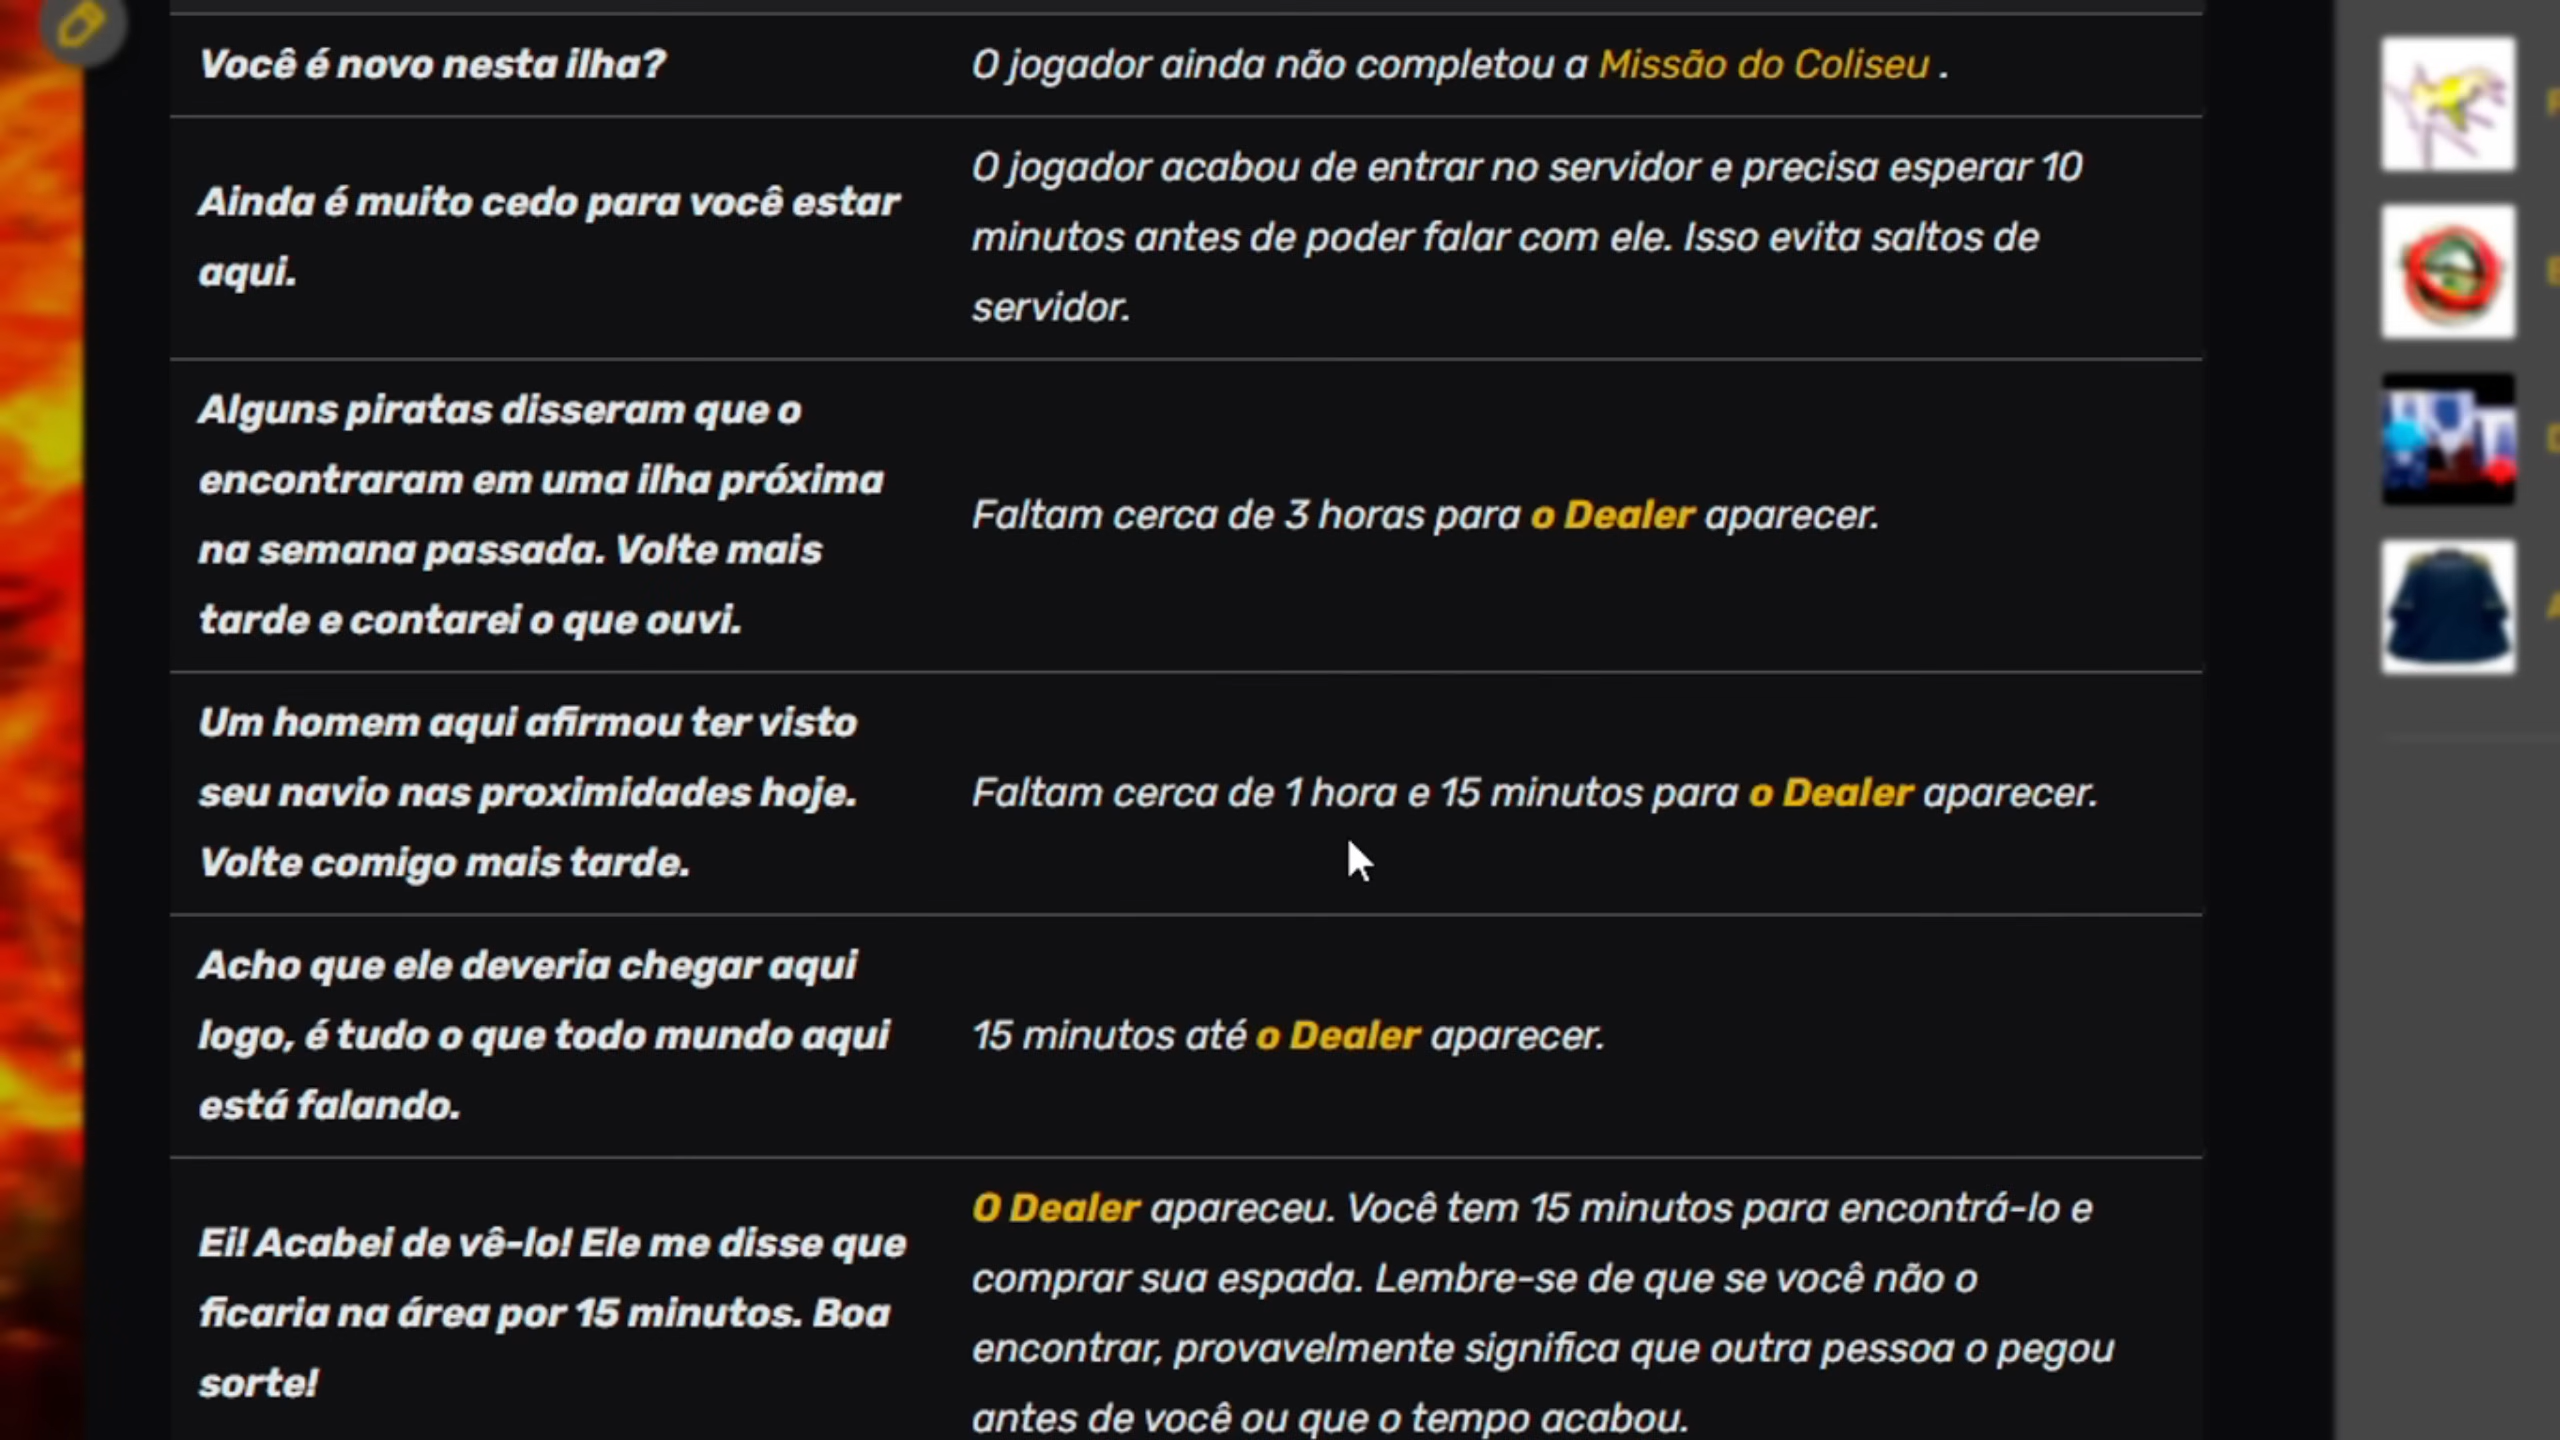 Você é novo nesta ilha?
O jogador ainda não completou a Missão do Coliseu .
Ainda é muito cedo para você estar
aqui.
O jogador acabou de entrar no servidor e precisa esperar 10
minutos antes de poder falar com ele. Isso evita saltos de
servidor.
Alguns piratas disseram que o
encontraram em uma ilha próxima
na semana passada. Volte mais
tarde e contarei o que ouvi.
Faltam cerca de 3 horas para o Dealer aparecer.
Um homem aqui afirmou ter visto
seu navio nas proximidades hoje.
Volte comigo mais tarde.
Faltam cerca de 1 hora e 15 minutos para o Dealer aparecer.
Acho que ele deveria chegar aqui
logo, é tudo o que todo mundo aqui
está falando.
15 minutos até o Dealer aparecer.
Ei! Acabei de vê-lo! Ele me disse que
ficaria na área por 15 minutos. Boa
sorte!
O Dealer apareceu. Você tem 15 minutos para encontrá-lo e
comprar sua espada. Lembre-se de que se você não o
encontrar, provavelmente significa que outra pessoa o pegou
antes de você ou que o tempo acabou.